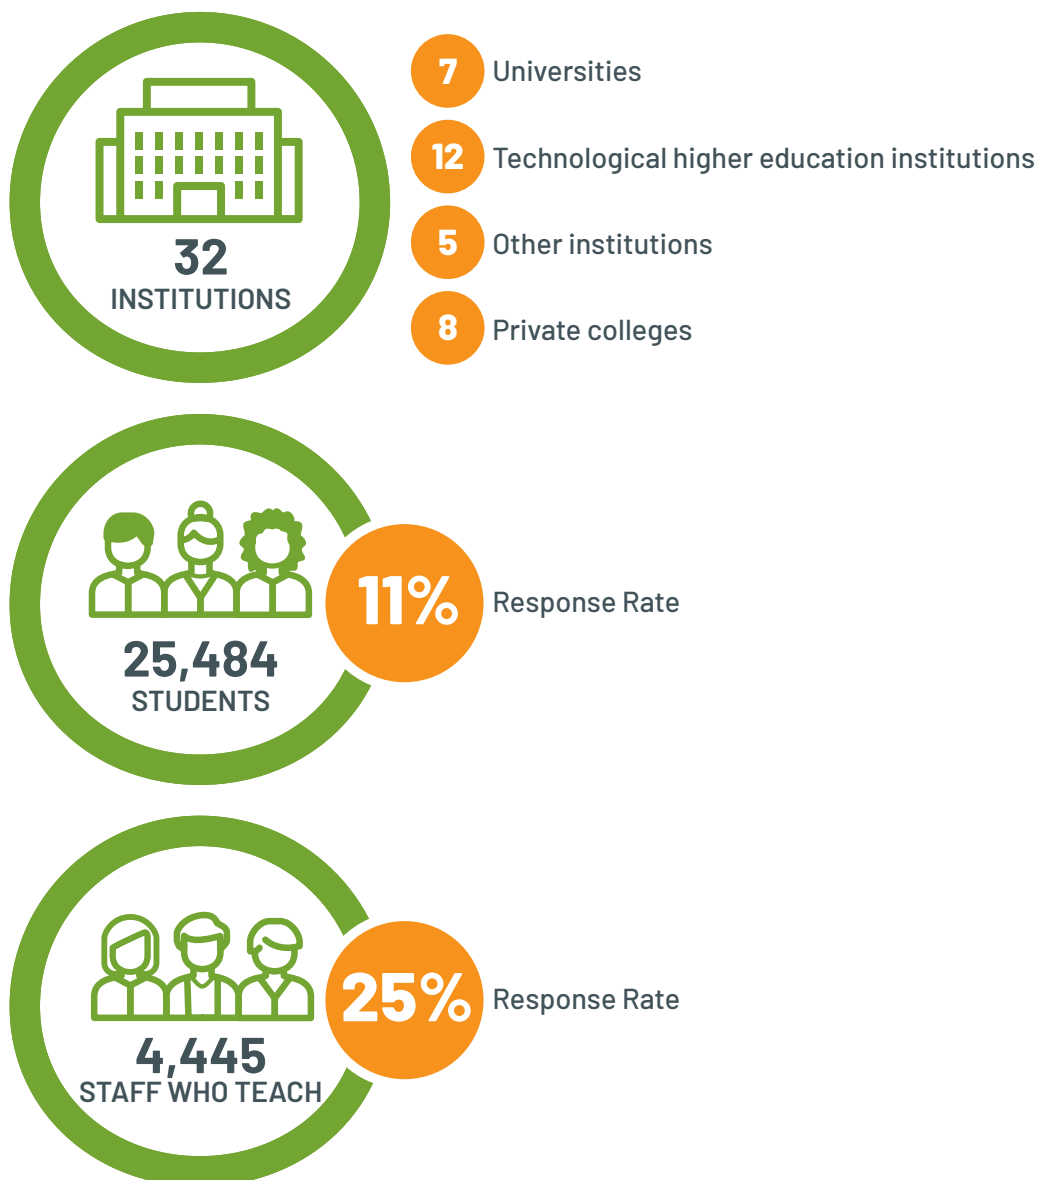 32
INSTITUTIONS
7 Universities
12 Technological higher education institutions
5 Other institutions
8 Private colleges
25,484
STUDENTS
11% Response Rate
4,445
STAFF WHO TEACH
25% Response Rate